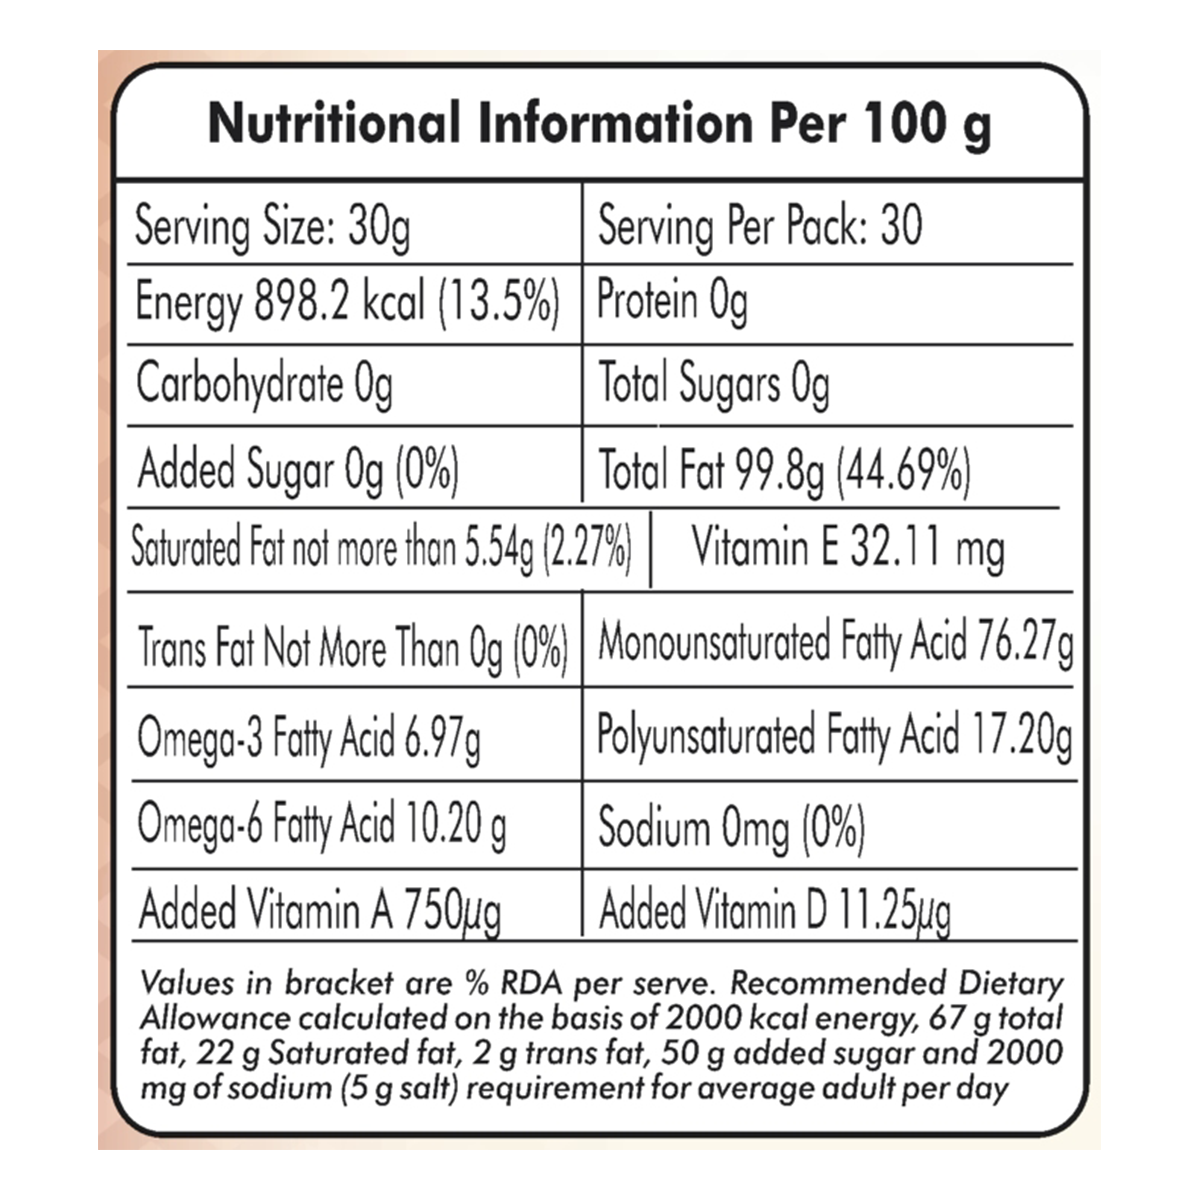 Nutritional Information Per 100 g
Serving Size: 30g
Serving Per Pack: 30
Energy 898.2 kcal (13.5%)
Protein 0g
Carbohydrate 0g
Total Sugars 0g
Added Sugar 0g (0%)
Total Fat 99.8g (44.69%)
Saturated Fat not more than 5.54g (2.27%)
Vitamin E 32.11 mg
Trans Fat Not More Than 0g (0%)
Monounsaturated Fatty Acid 76.27g
Omega-3 Fatty Acid 6.97g
Polyunsaturated Fatty Acid 17.20g
Omega-6 Fatty Acid 10.20 g
Sodium 0mg (0%)
Added Vitamin A 750µg
Added Vitamin D 11.25µg
Values in bracket are % RDA per serve. Recommended Dietary
Allowance calculated on the basis of 2000 kcal energy, 67 g total
fat, 22 g Saturated fat, 2 g trans fat, 50 g added sugar and 2000
mg of sodium (5 g salt) requirement for average adult per day